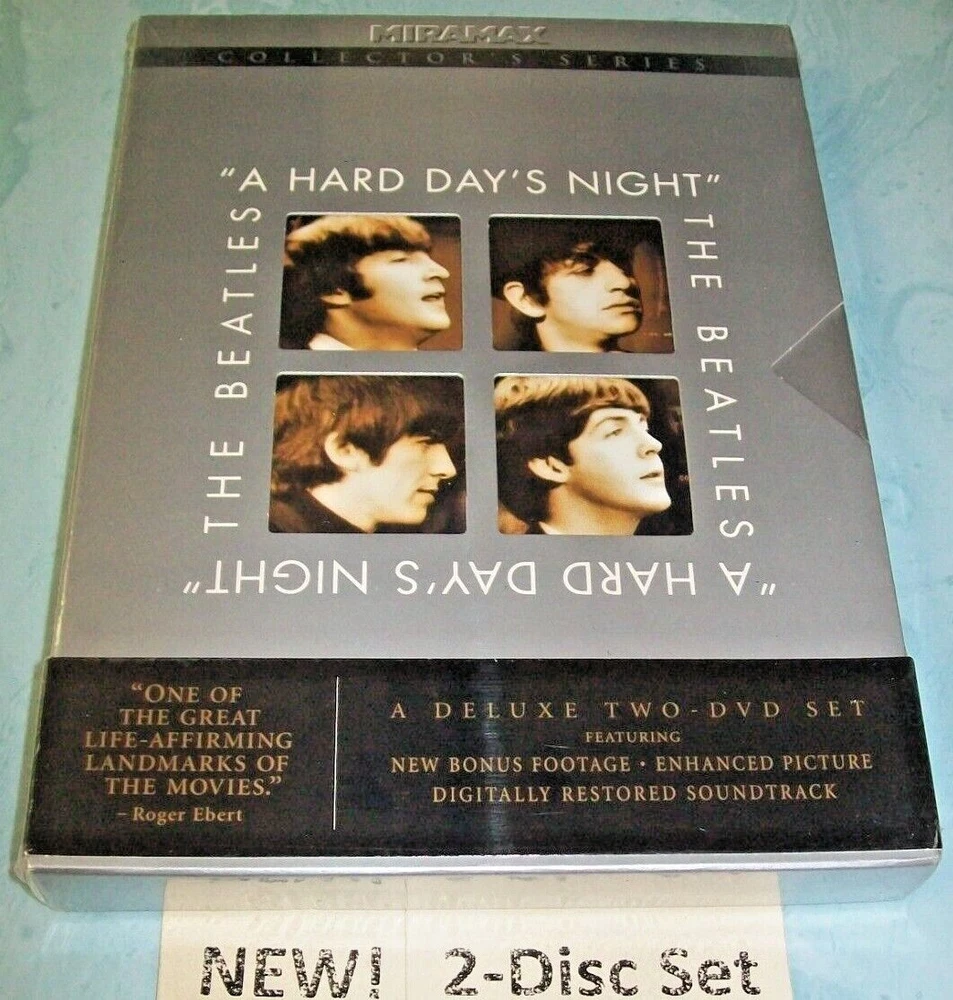 MIRAMAX
COLLECTOR'S SERIES
"A HARD DAY'S NIGHT"
THE BEATLES
THE BEATLES
"A HARD DAY'S NIGHT"
"ONE OF
THE GREAT
LIFE-AFFIRMING
LANDMARKS OF
THE MOVIES."
– Roger Ebert
A DELUXE TWO-DVD SET
FEATURING
NEW BONUS FOOTAGE • ENHANCED PICTURE
DIGITALLY RESTORED SOUNDTRACK
NEW! 2-Disc Set